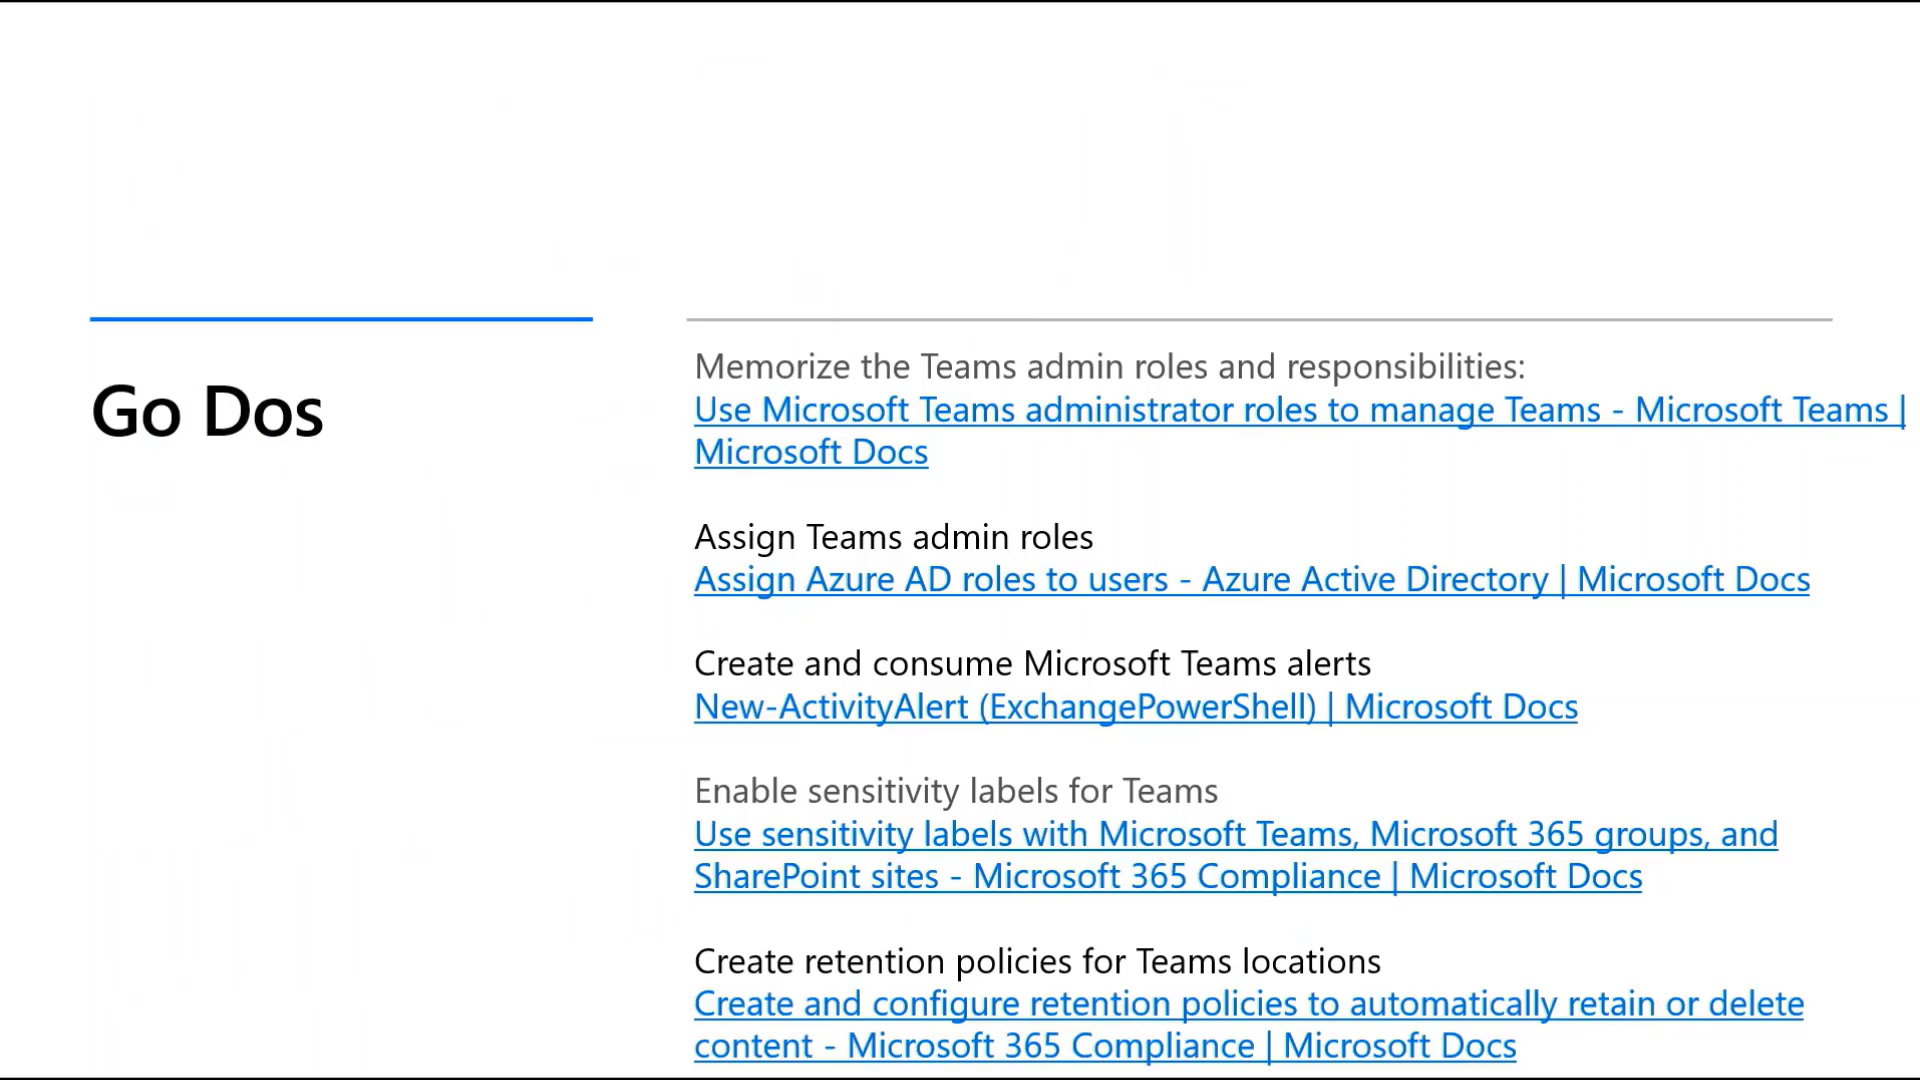 Go Dos
Memorize the Teams admin roles and responsibilities:
Use Microsoft Teams administrator roles to manage Teams - Microsoft Teams |
Microsoft Docs
Assign Teams admin roles
Assign Azure AD roles to users - Azure Active Directory | Microsoft Docs
Create and consume Microsoft Teams alerts
New-ActivityAlert (ExchangePowerShell) | Microsoft Docs
Enable sensitivity labels for Teams
Use sensitivity labels with Microsoft Teams, Microsoft 365 groups, and
SharePoint sites - Microsoft 365 Compliance | Microsoft Docs
Create retention policies for Teams locations
Create and configure retention policies to automatically retain or delete
content - Microsoft 365 Compliance | Microsoft Docs